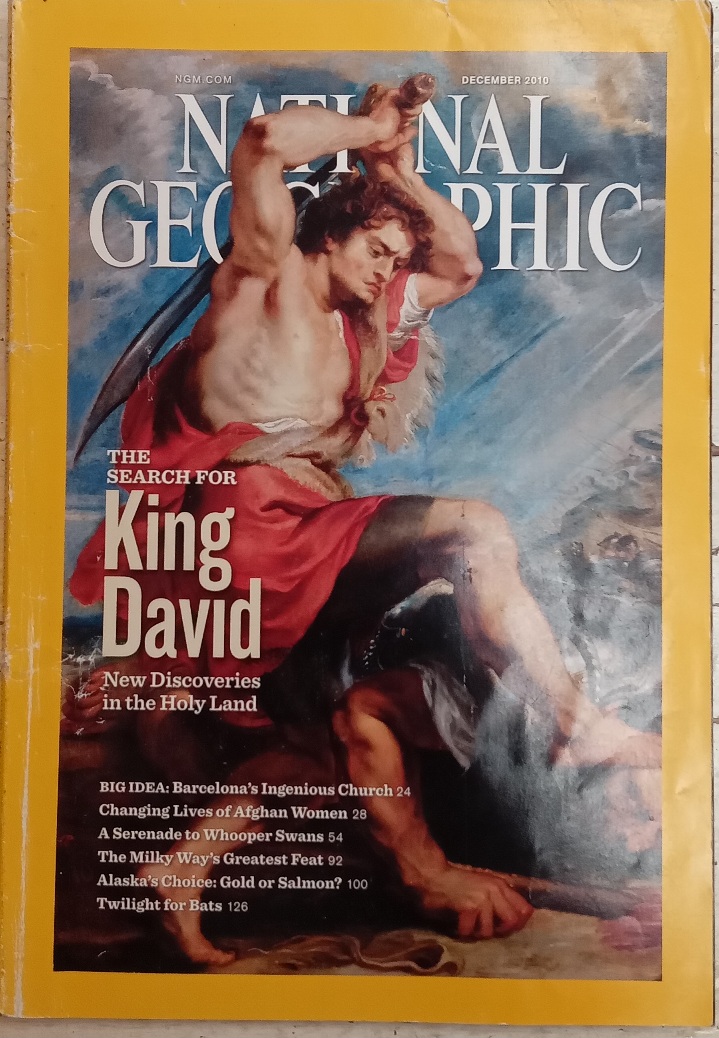 NGM.COM
DECEMBER 2010
NATIONAL
GEOGRAPHIC
THE
SEARCH FOR
King
David
New Discoveries
in the Holy Land
BIG IDEA: Barcelona's Ingenious Church 24
Changing Lives of Afghan Women 28
A Serenade to Whooper Swans 54
The Milky Way's Greatest Feat 92
Alaska's Choice: Gold or Salmon? 100
Twilight for Bats 126